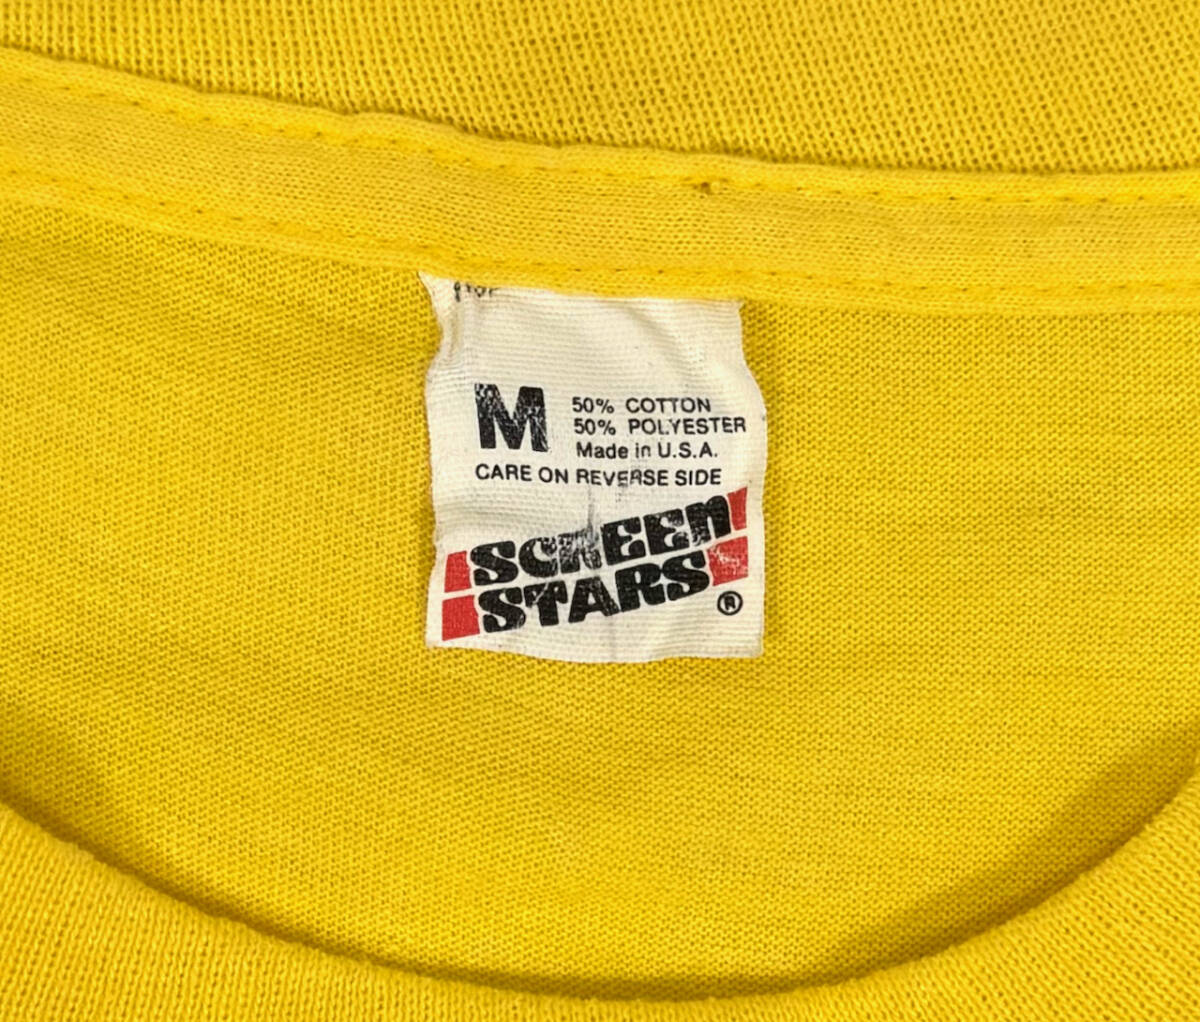 M
50% COTTON
50% POLYESTER
Made in U.S.A.
CARE ON REVERSE SIDE
SCREEN
STARS
®